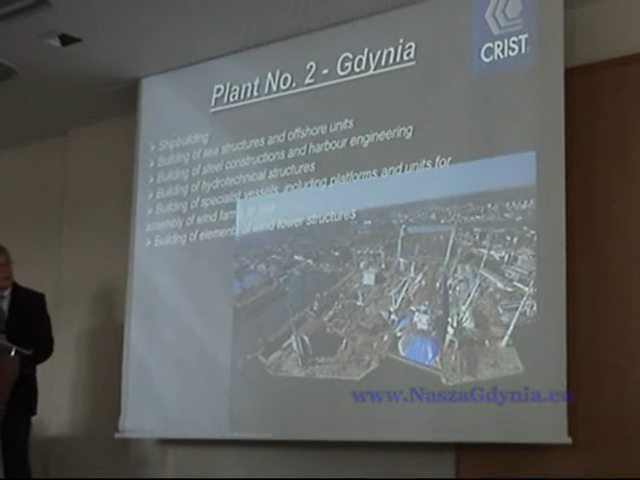 CRIST
Plant No. 2 - Gdynia
➢ Shipbuilding
➢ Building of sea structures and offshore units
➢ Building of steel constructions and harbour engineering
➢ Building of hydrotechnical structures
➢ Building of specialist vessels, including platforms and units for
assembly of wind farms
➢ Building of elements of wind tower structures
www.NaszaGdynia.eu